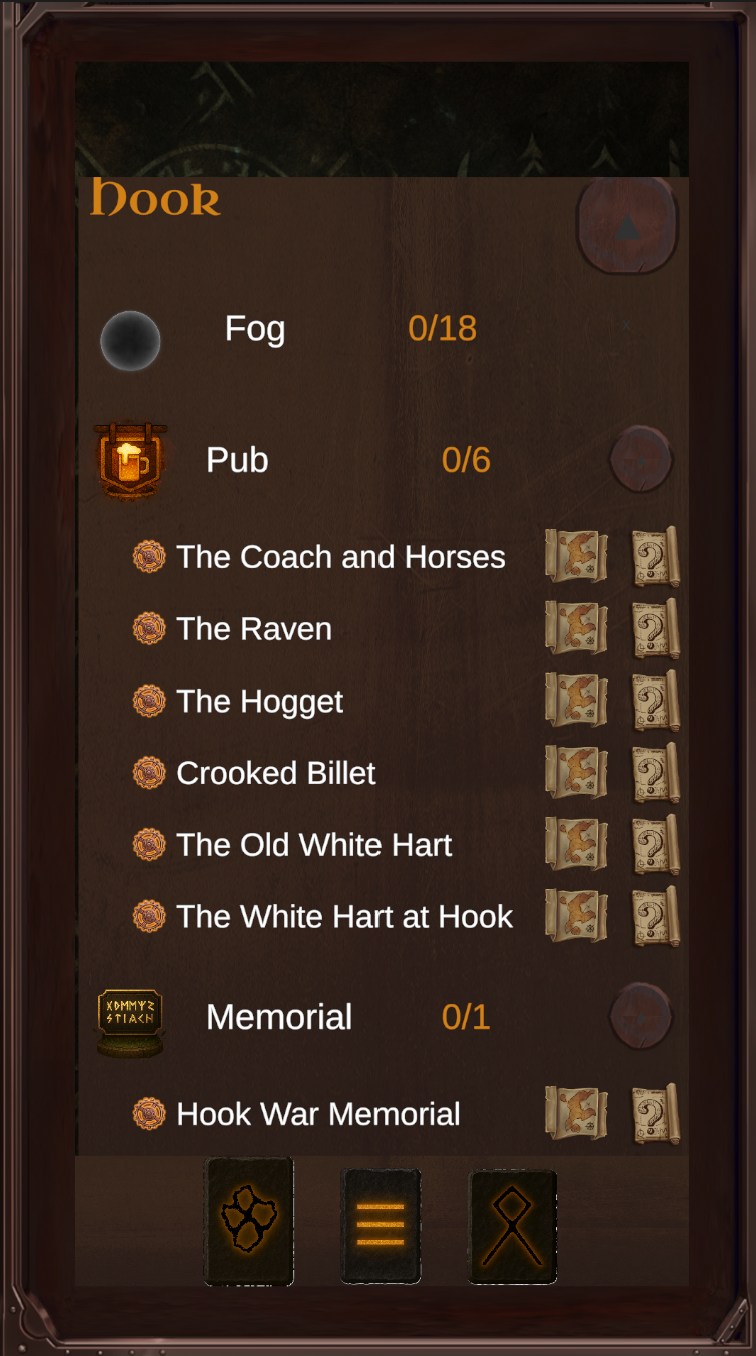 Hook
Fog 0/18
Pub 0/6
The Coach and Horses
The Raven
The Hogget
Crooked Billet
The Old White Hart
The White Hart at Hook
Memorial 0/1
Hook War Memorial